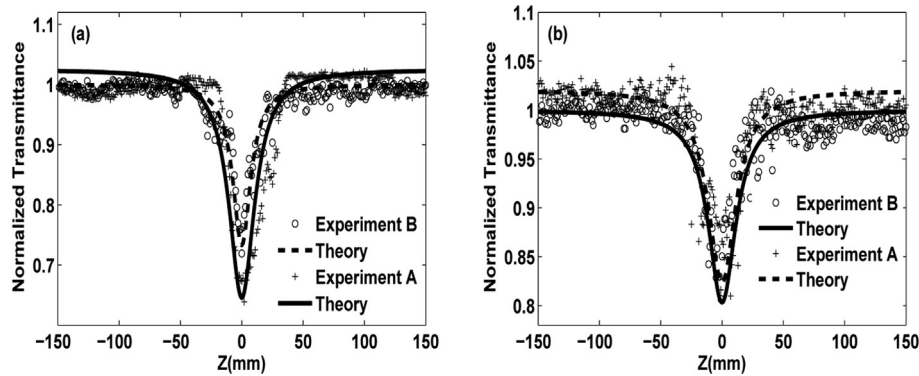 (a)
Normalized Transmittance
1.1
1
0.9
0.8
0.7
Experiment B
Theory
Experiment A
Theory
−150 −100 −50 0 50 100 150
Z(mm)
(b)
Normalized Transmittance
1.1
1.05
1
0.95
0.9
0.85
0.8
Experiment B
Theory
Experiment A
Theory
−150 −100 −50 0 50 100 150
Z(mm)